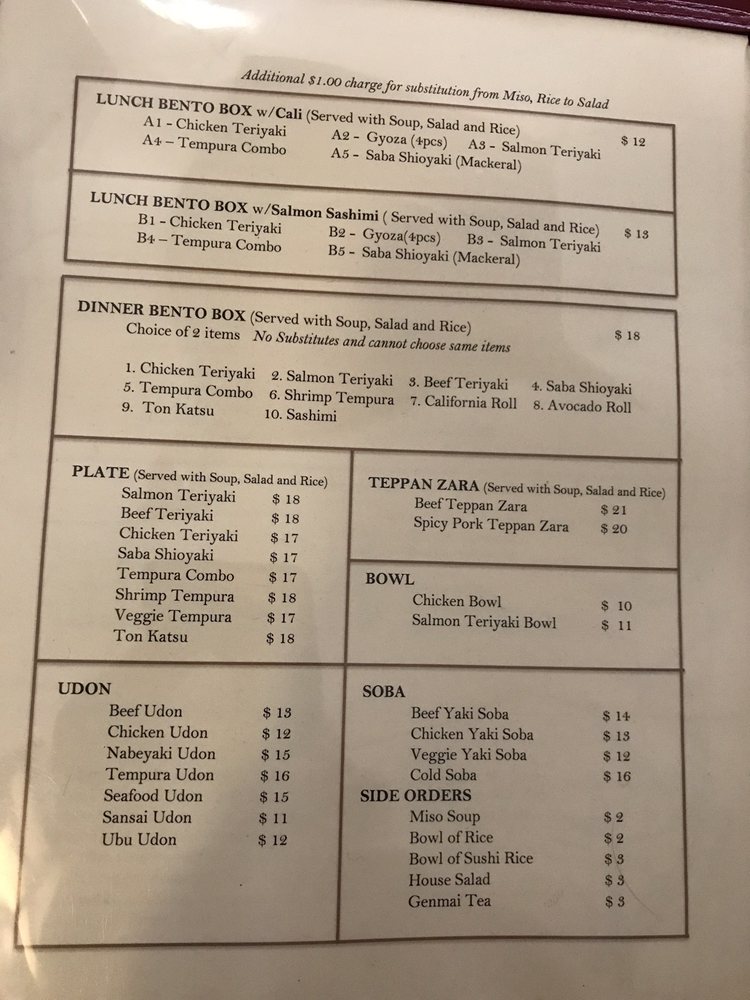 Additional $1.00 charge for substitution from Miso, Rice to Salad
LUNCH BENTO BOX w/Cali (Served with Soup, Salad and Rice) $ 12
A1 - Chicken Teriyaki A2 - Gyoza (4pcs) A3 - Salmon Teriyaki
A4 – Tempura Combo A5 - Saba Shioyaki (Mackeral)
LUNCH BENTO BOX w/Salmon Sashimi ( Served with Soup, Salad and Rice) $ 13
B1 - Chicken Teriyaki B2 - Gyoza(4pcs) B3 - Salmon Teriyaki
B4 – Tempura Combo B5 - Saba Shioyaki (Mackeral)
DINNER BENTO BOX (Served with Soup, Salad and Rice) $ 18
Choice of 2 items No Substitutes and cannot choose same items
1. Chicken Teriyaki 2. Salmon Teriyaki 3. Beef Teriyaki 4. Saba Shioyaki
5. Tempura Combo 6. Shrimp Tempura 7. California Roll 8. Avocado Roll
9. Ton Katsu 10. Sashimi
PLATE (Served with Soup, Salad and Rice)
Salmon Teriyaki $ 18
Beef Teriyaki $ 18
Chicken Teriyaki $ 17
Saba Shioyaki $ 17
Tempura Combo $ 17
Shrimp Tempura $ 18
Veggie Tempura $ 17
Ton Katsu $ 18
TEPPAN ZARA (Served with Soup, Salad and Rice)
Beef Teppan Zara $ 21
Spicy Pork Teppan Zara $ 20
BOWL
Chicken Bowl $ 10
Salmon Teriyaki Bowl $ 11
UDON
Beef Udon $ 13
Chicken Udon $ 12
Nabeyaki Udon $ 15
Tempura Udon $ 16
Seafood Udon $ 15
Sansai Udon $ 11
Ubu Udon $ 12
SOBA
Beef Yaki Soba $ 14
Chicken Yaki Soba $ 13
Veggie Yaki Soba $ 12
Cold Soba $ 16
SIDE ORDERS
Miso Soup $ 2
Bowl of Rice $ 2
Bowl of Sushi Rice $ 3
House Salad $ 3
Genmai Tea $ 3